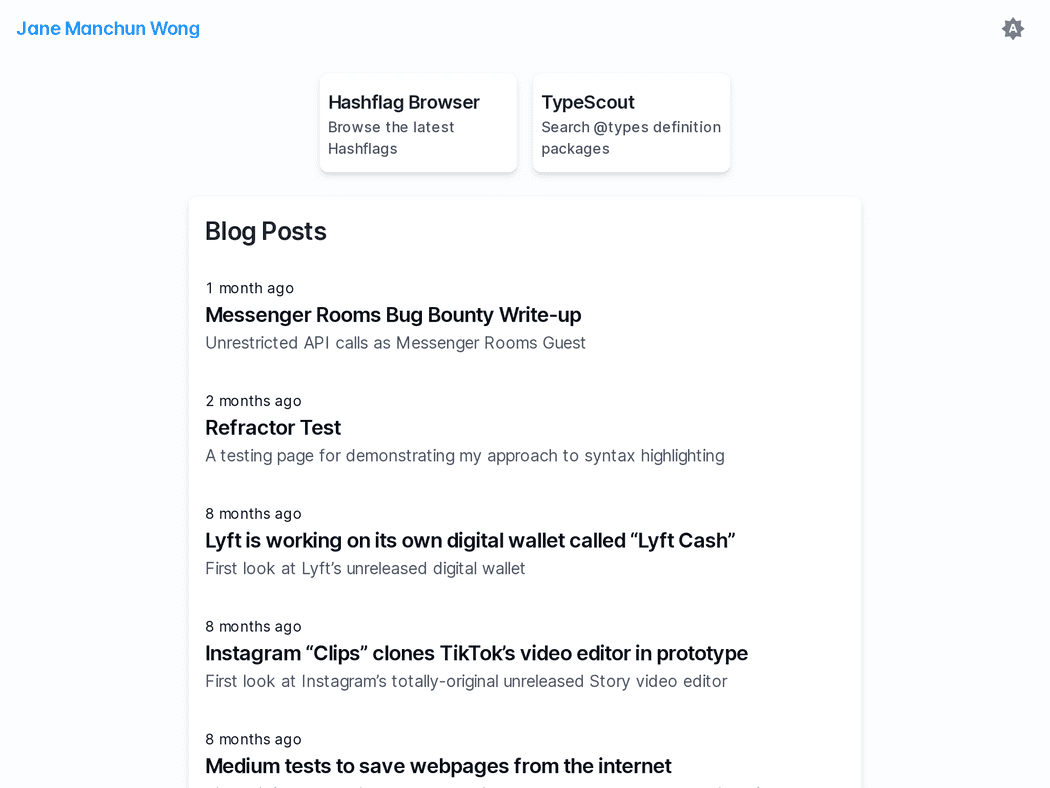 Jane Manchun Wong
A
Hashflag Browser
Browse the latest
Hashflags
TypeScout
Search @types definition
packages
Blog Posts
1 month ago
Messenger Rooms Bug Bounty Write-up
Unrestricted API calls as Messenger Rooms Guest
2 months ago
Refractor Test
A testing page for demonstrating my approach to syntax highlighting
8 months ago
Lyft is working on its own digital wallet called “Lyft Cash”
First look at Lyft’s unreleased digital wallet
8 months ago
Instagram “Clips” clones TikTok’s video editor in prototype
First look at Instagram’s totally-original unreleased Story video editor
8 months ago
Medium tests to save webpages from the internet